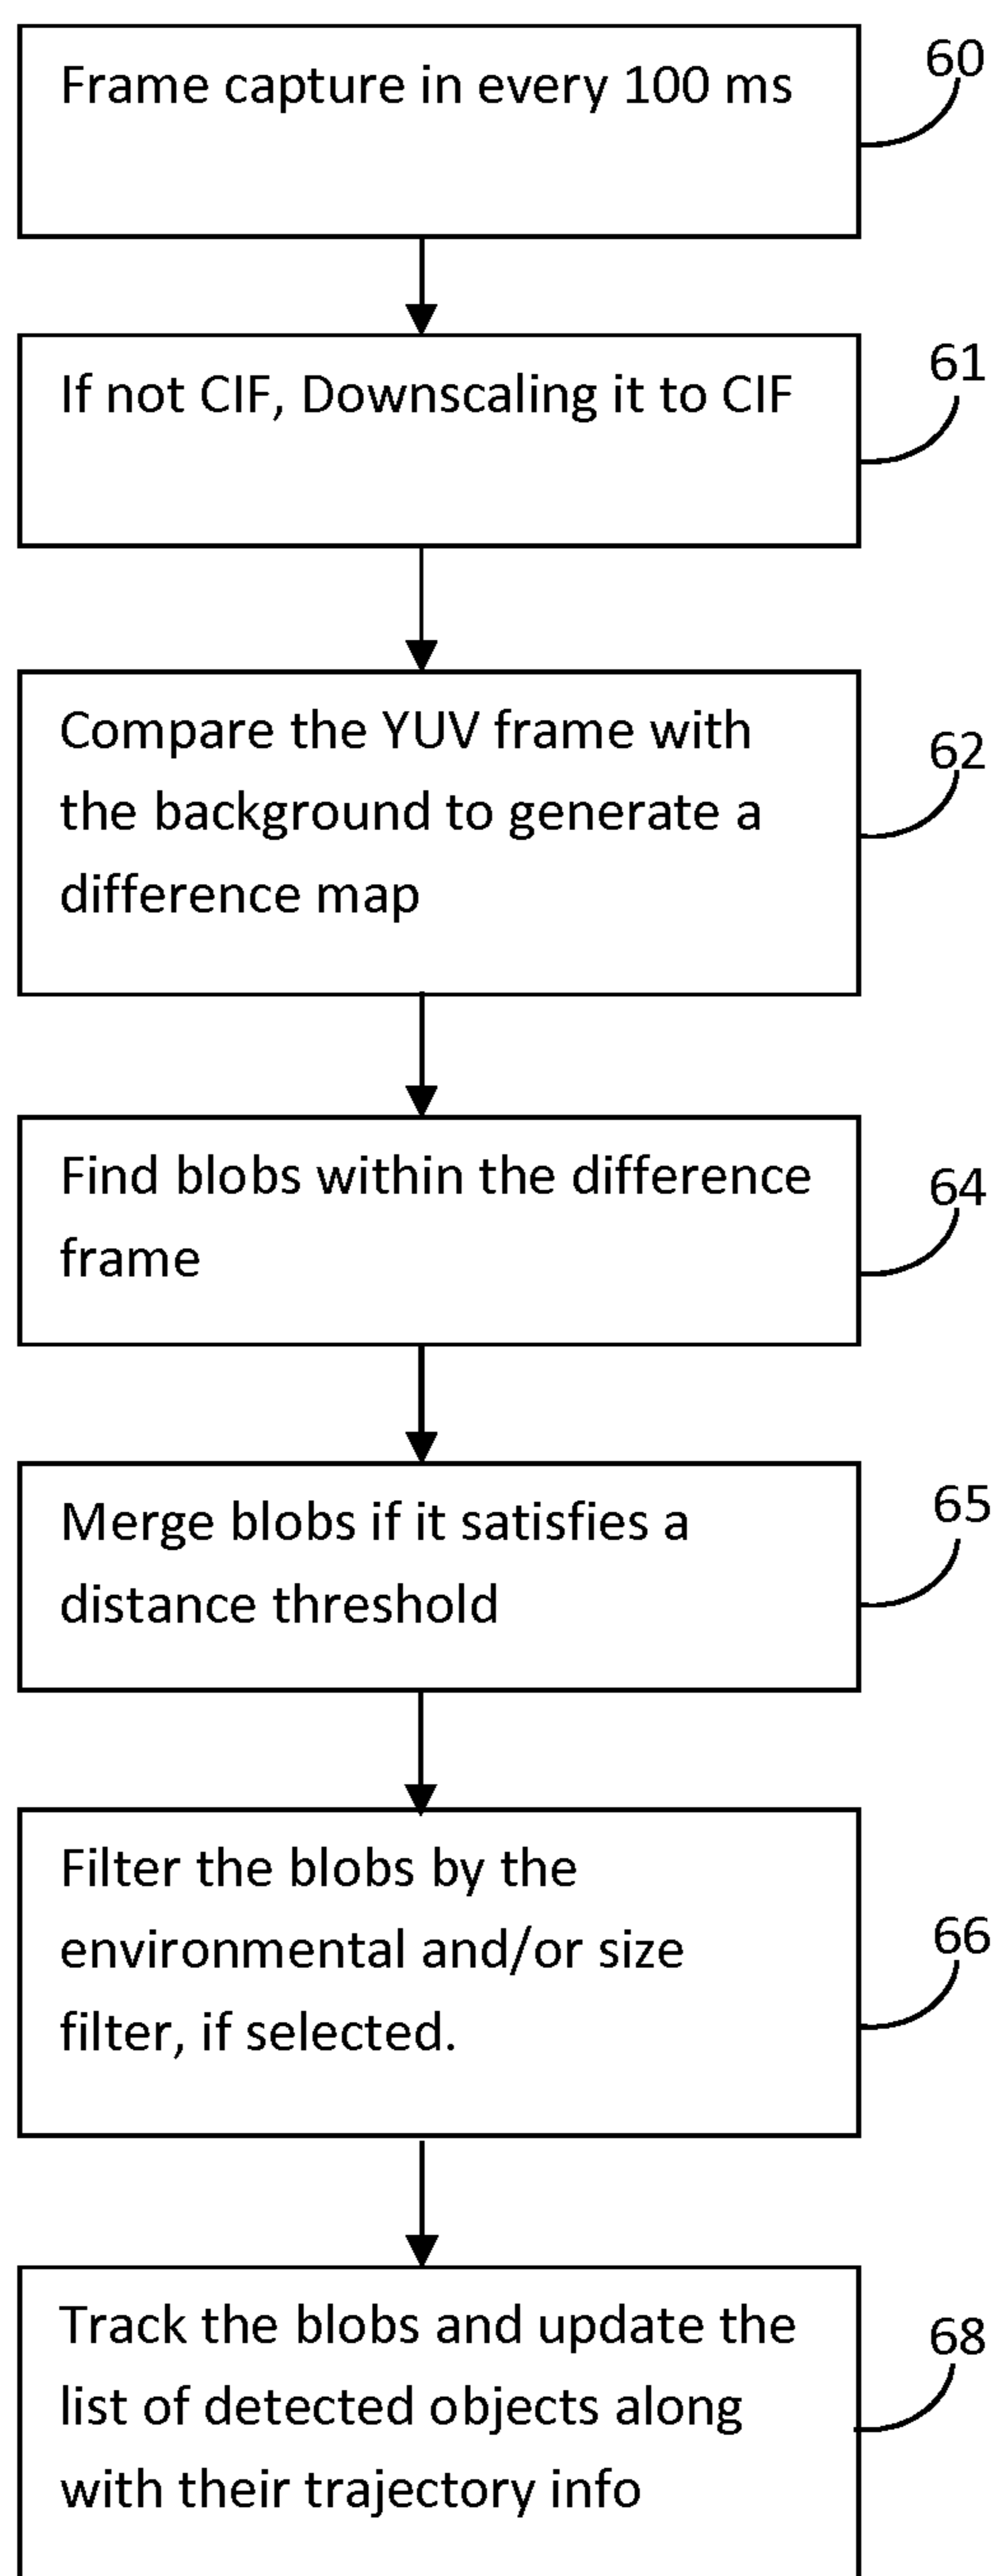 Frame capture in every 100 ms
60
If not CIF, Downscaling it to CIF
61
Compare the YUV frame with
the background to generate a
difference map
62
Find blobs within the difference
frame
64
Merge blobs if it satisfies a
distance threshold
65
Filter the blobs by the
environmental and/or size
filter, if selected.
66
Track the blobs and update the
list of detected objects along
with their trajectory info
68